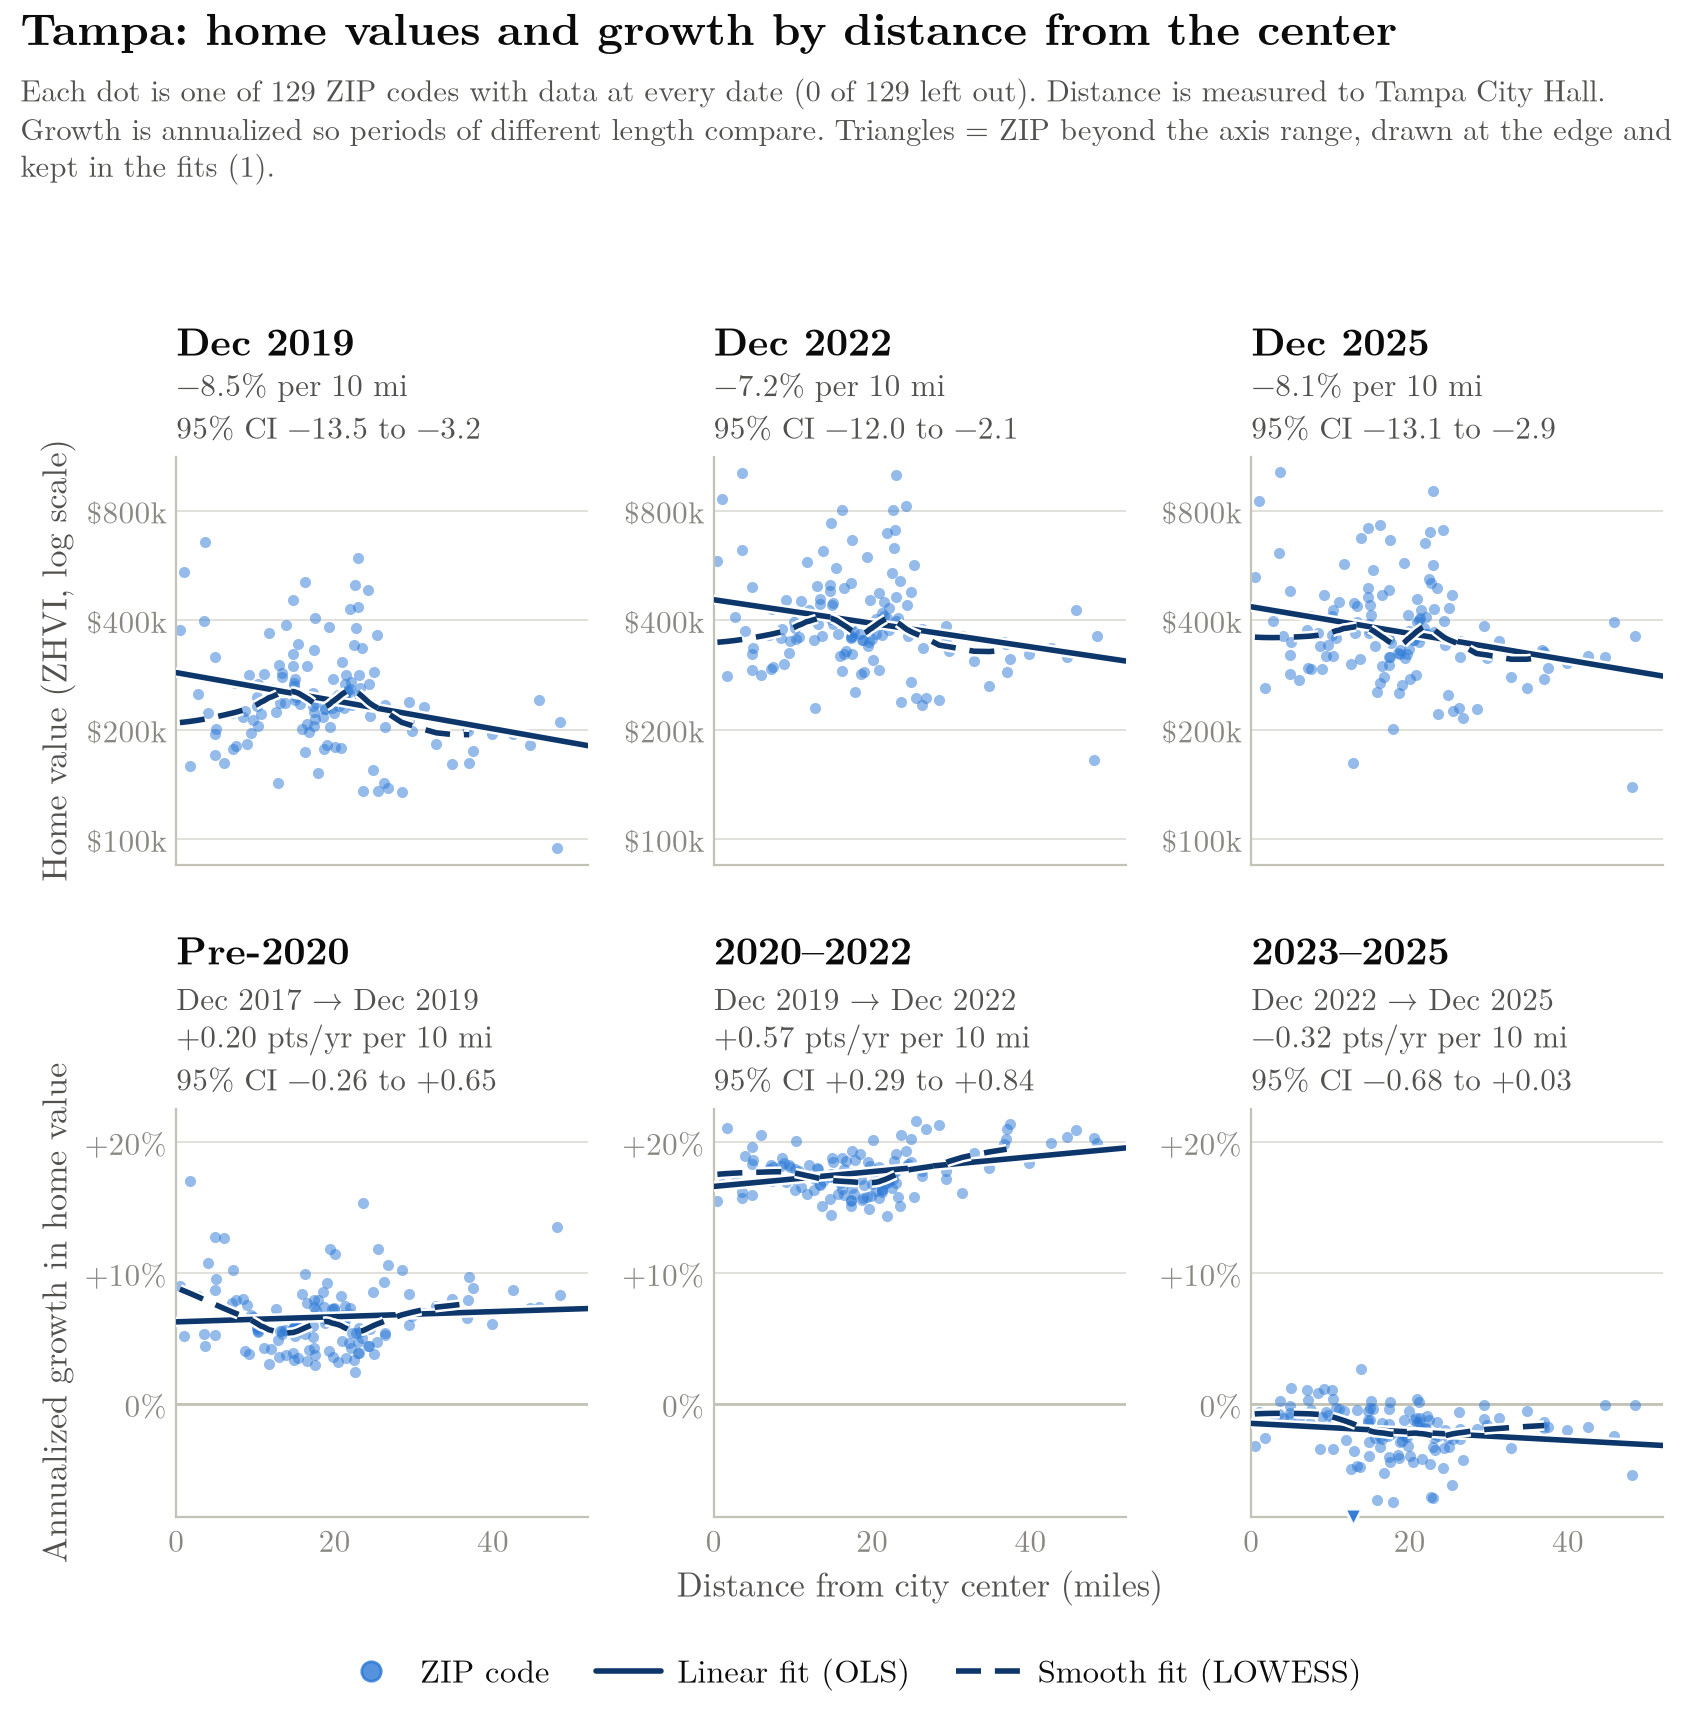 Tampa: home values and growth by distance from the center
Each dot is one of 129 ZIP codes with data at every date (0 of 129 left out). Distance is measured to Tampa City Hall.
Growth is annualized so periods of different length compare. Triangles = ZIP beyond the axis range, drawn at the edge and
kept in the fits (1).
Dec 2019
−8.5% per 10 mi
95% CI −13.5 to −3.2
Dec 2022
−7.2% per 10 mi
95% CI −12.0 to −2.1
Dec 2025
−8.1% per 10 mi
95% CI −13.1 to −2.9
Home value (ZHVI, log scale)
$800k
$400k
$200k
$100k
$800k
$400k
$200k
$100k
$800k
$400k
$200k
$100k
Pre-2020
Dec 2017 → Dec 2019
+0.20 pts/yr per 10 mi
95% CI −0.26 to +0.65
2020–2022
Dec 2019 → Dec 2022
+0.57 pts/yr per 10 mi
95% CI +0.29 to +0.84
2023–2025
Dec 2022 → Dec 2025
−0.32 pts/yr per 10 mi
95% CI −0.68 to +0.03
Annualized growth in home value
+20%
+10%
0%
0 20 40
+20%
+10%
0%
0 20 40
+20%
+10%
0%
0 20 40
Distance from city center (miles)
ZIP code Linear fit (OLS) Smooth fit (LOWESS)